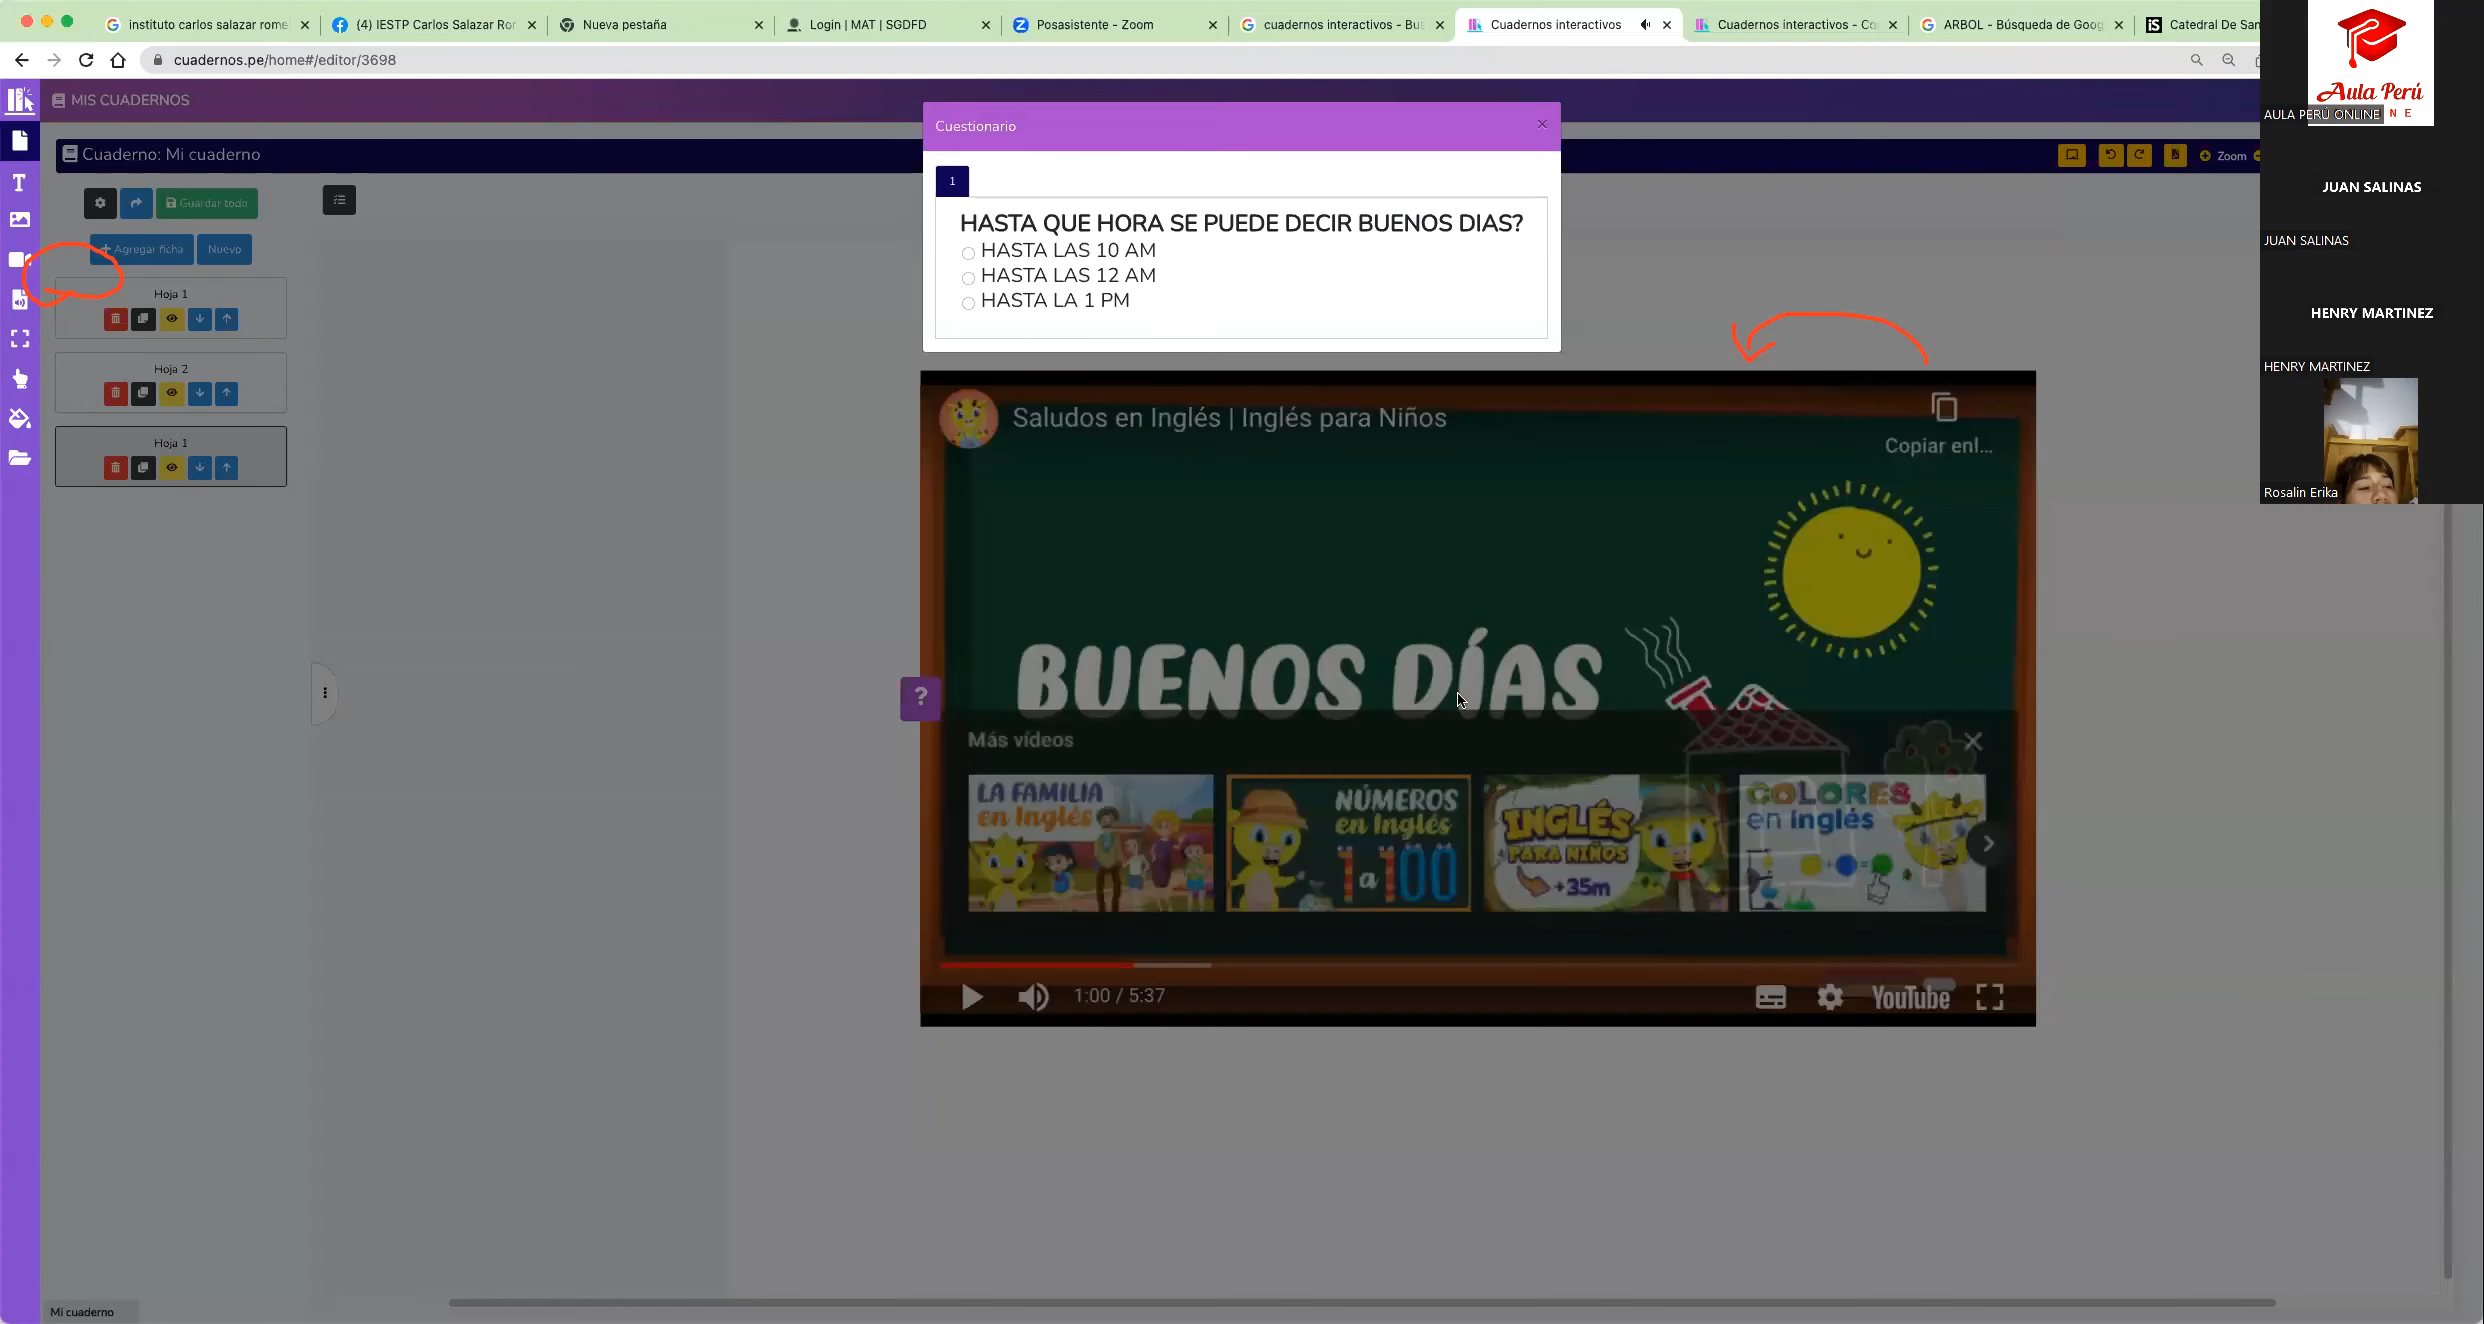 instituto carlos salazar rome
(4) IESTP Carlos Salazar Ror
Nueva pestaña
Login | MAT | SGDFD
Posasistente - Zoom
cuadernos interactivos - Bus
Cuadernos interactivos
Cuadernos interactivos - Co
ARBOL - Búsqueda de Goog
Catedral De San
cuadernos.pe/home#/editor/3698
MIS CUADERNOS
Cuaderno: Mi cuaderno
Zoom
Guardar todo
Agregar ficha
Nuevo
Hoja 1
Hoja 2
Hoja 1
Cuestionario
1
HASTA QUE HORA SE PUEDE DECIR BUENOS DIAS?
HASTA LAS 10 AM
HASTA LAS 12 AM
HASTA LA 1 PM
Saludos en Inglés | Inglés para Niños
Copiar enl...
BUENOS DÍAS
?
Más vídeos
LA FAMILIA
en Inglés
NÚMEROS
en Inglés
1 a 100
INGLÉS
PARA NIÑOS
+35m
COLORES
en inglés
1:00 / 5:37
YouTube
Mi cuaderno
Aula Perú
AULA PERÚ ONLINE
N E
JUAN SALINAS
JUAN SALINAS
HENRY MARTINEZ
HENRY MARTINEZ
Rosalin Erika